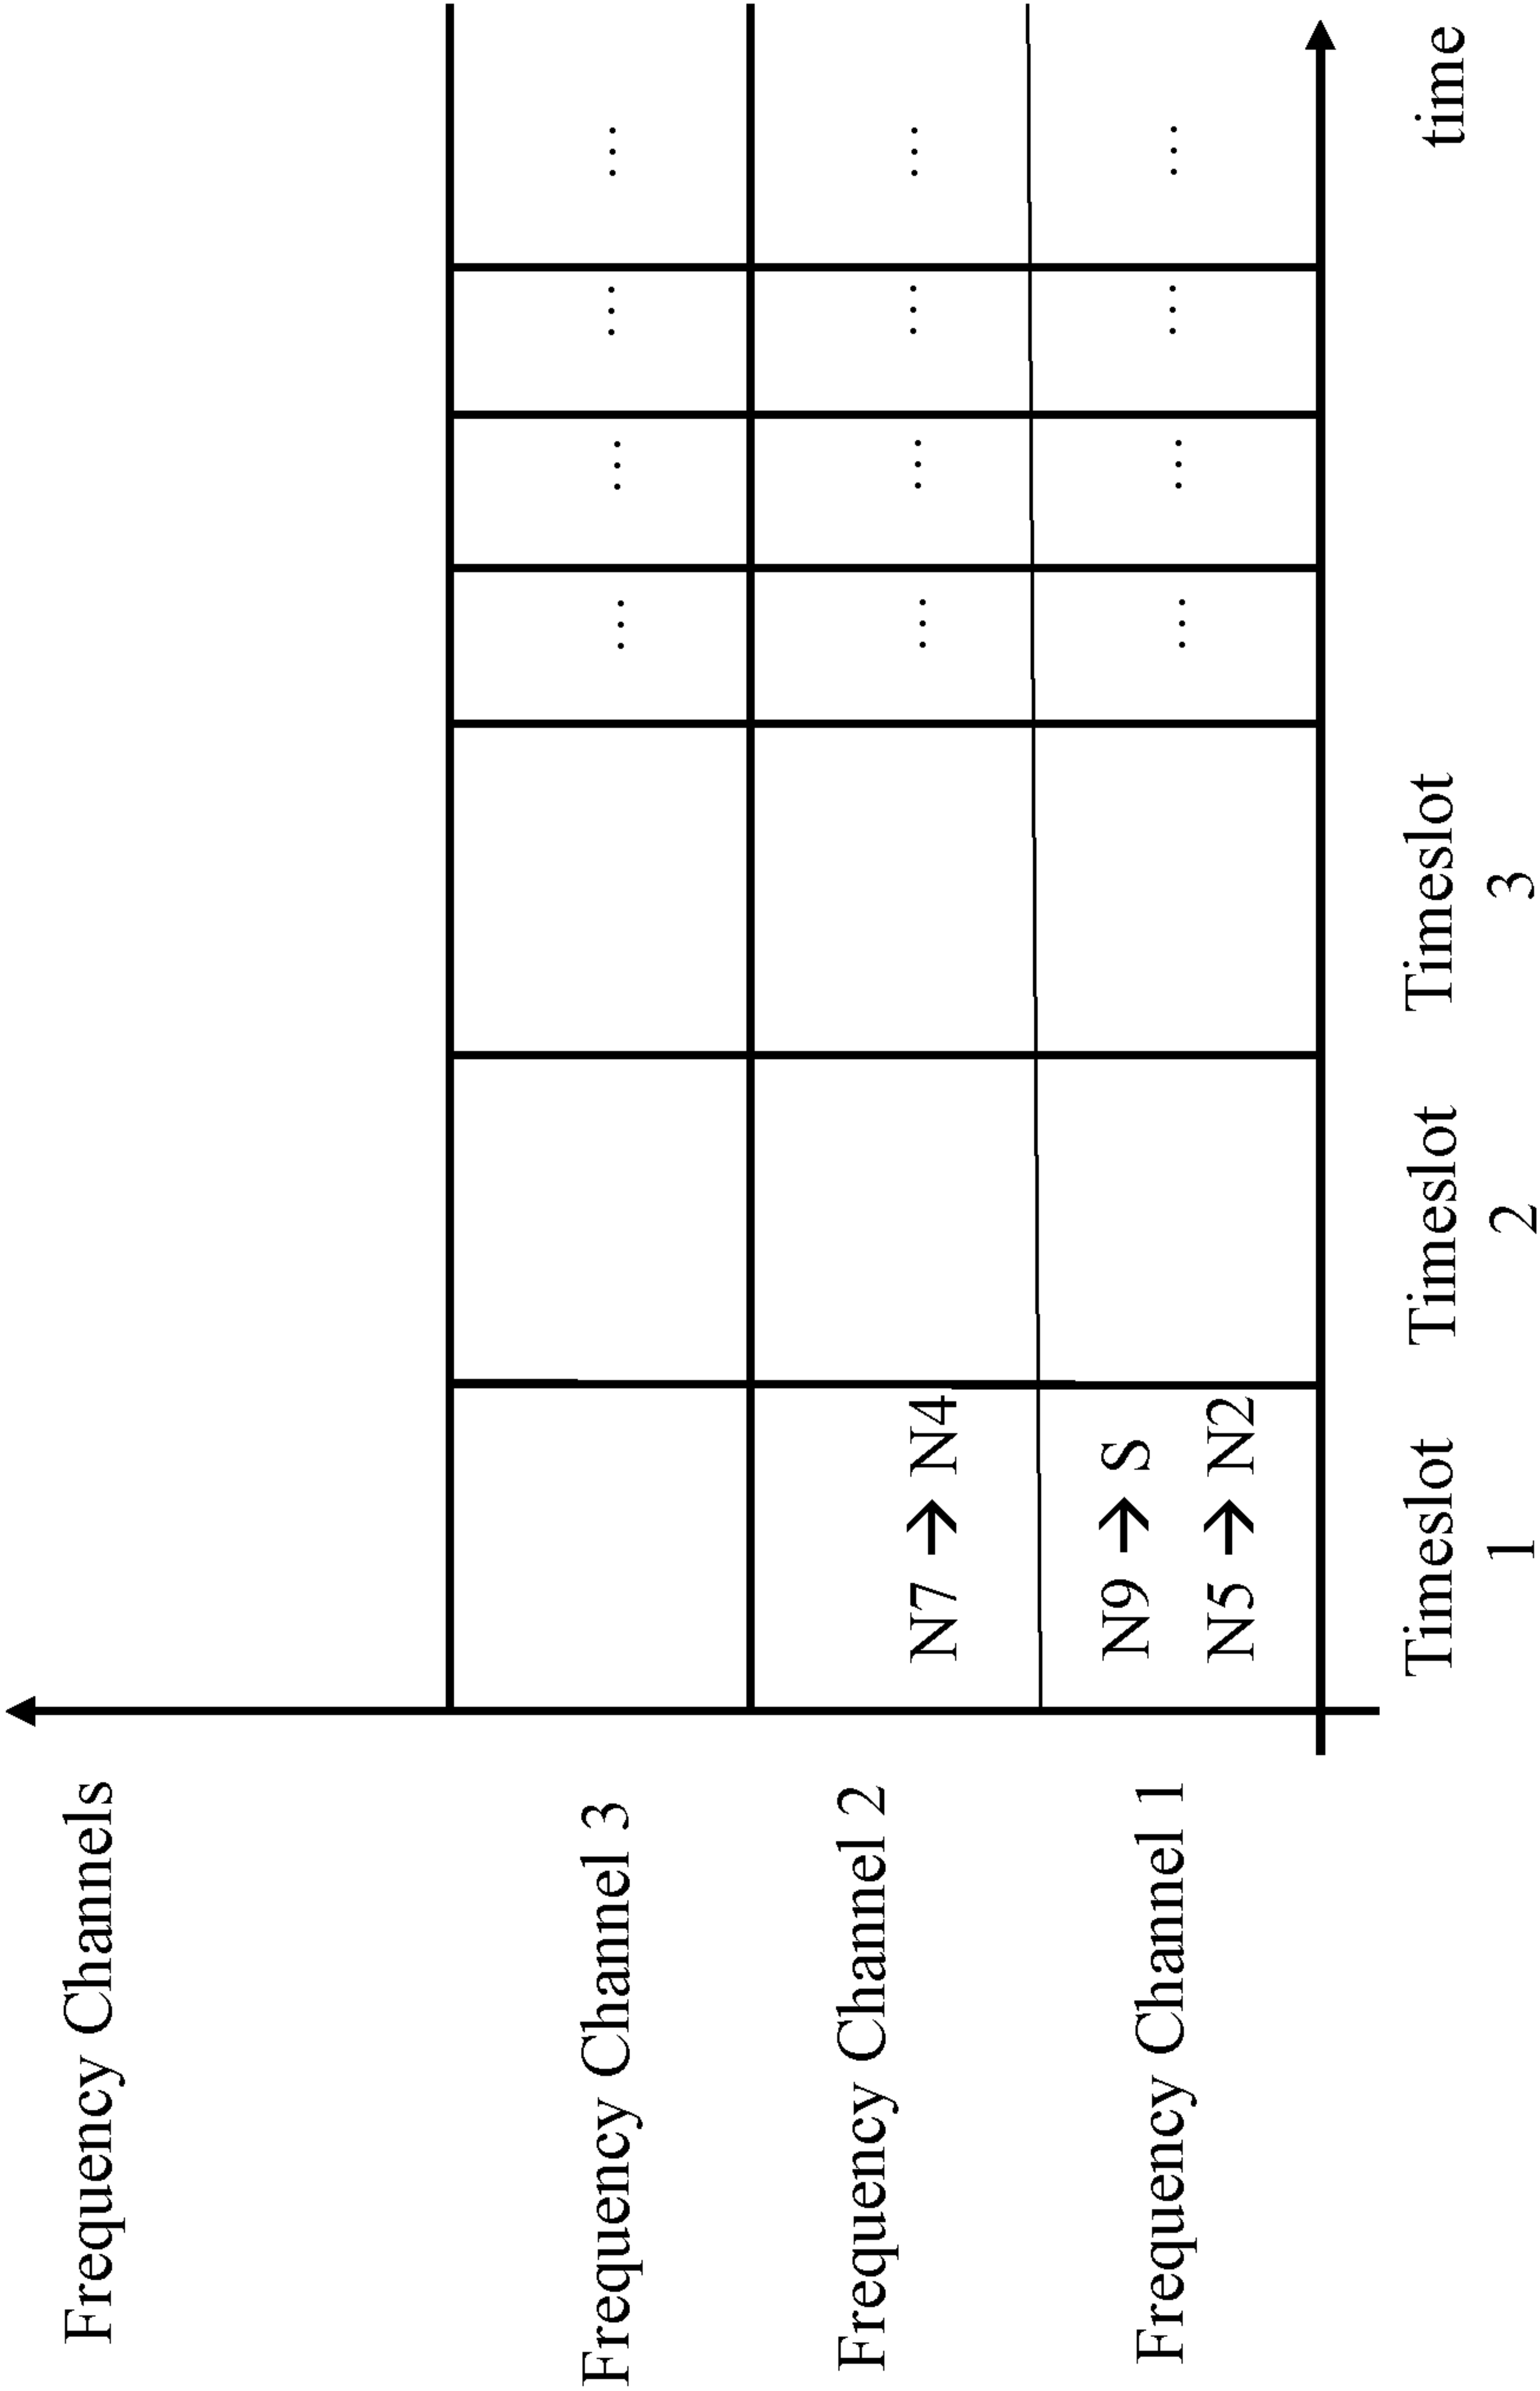 Frequency Channels
...
...
...
...
Frequency Channel 3
...
...
...
...
Frequency Channel 2
N7 → N4
...
...
...
...
Frequency Channel 1
N9 → S
N5 → N2
Timeslot
1
Timeslot
2
Timeslot
3
time